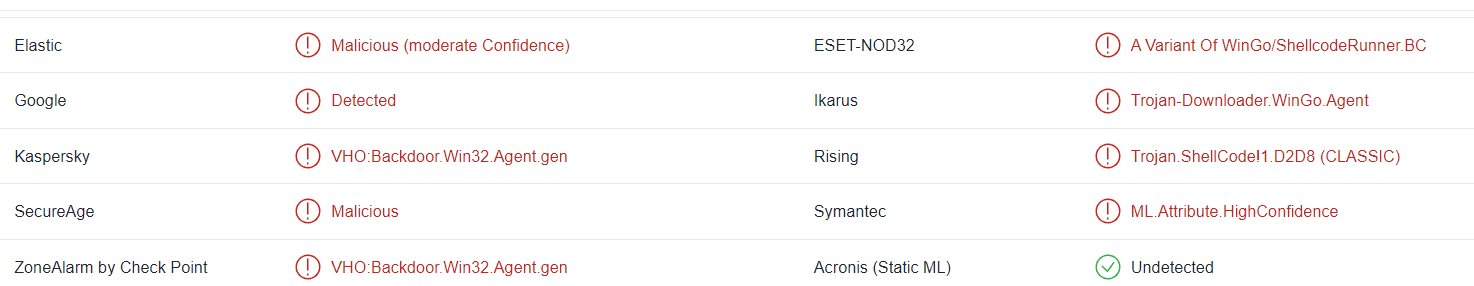 Elastic Malicious (moderate Confidence) ESET-NOD32 A Variant Of WinGo/ShellcodeRunner.BC
Google Detected Ikarus Trojan-Downloader.WinGo.Agent
Kaspersky VHO:Backdoor.Win32.Agent.gen Rising Trojan.ShellCode!1.D2D8 (CLASSIC)
SecureAge Malicious Symantec ML.Attribute.HighConfidence
ZoneAlarm by Check Point VHO:Backdoor.Win32.Agent.gen Acronis (Static ML) Undetected